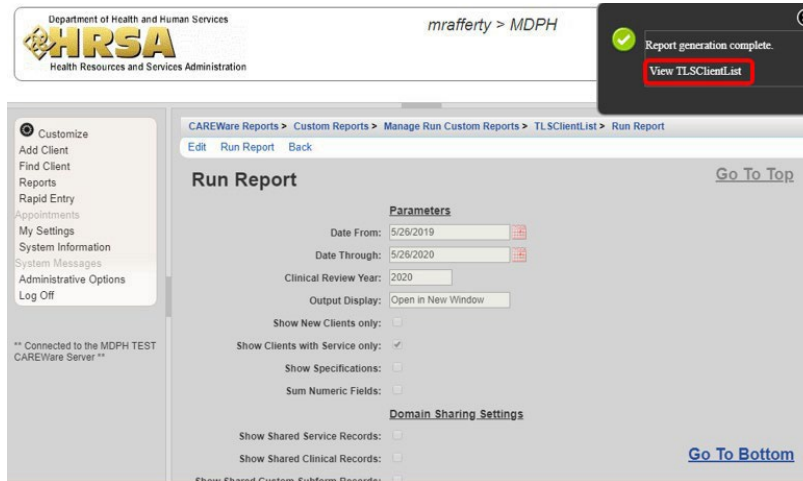 Department of Health and Human Services
HRSA
Health Resources and Services Administration
mrafferty > MDPH
Report generation complete.
View TLSClientList
Customize
Add Client
Find Client
Reports
Rapid Entry
Appointments
My Settings
System Information
System Messages
Administrative Options
Log Off
** Connected to the MDPH TEST
CAREWare Server **
CAREWare Reports > Custom Reports > Manage Run Custom Reports > TLSClientList > Run Report
Edit Run Report Back
Run Report
Go To Top
Parameters
Date From: 5/26/2019
Date Through: 5/26/2020
Clinical Review Year: 2020
Output Display: Open in New Window
Show New Clients only:
Show Clients with Service only:
Show Specifications:
Sum Numeric Fields:
Domain Sharing Settings
Show Shared Service Records:
Show Shared Clinical Records:
Go To Bottom
Show Shared Custom Subform Records: